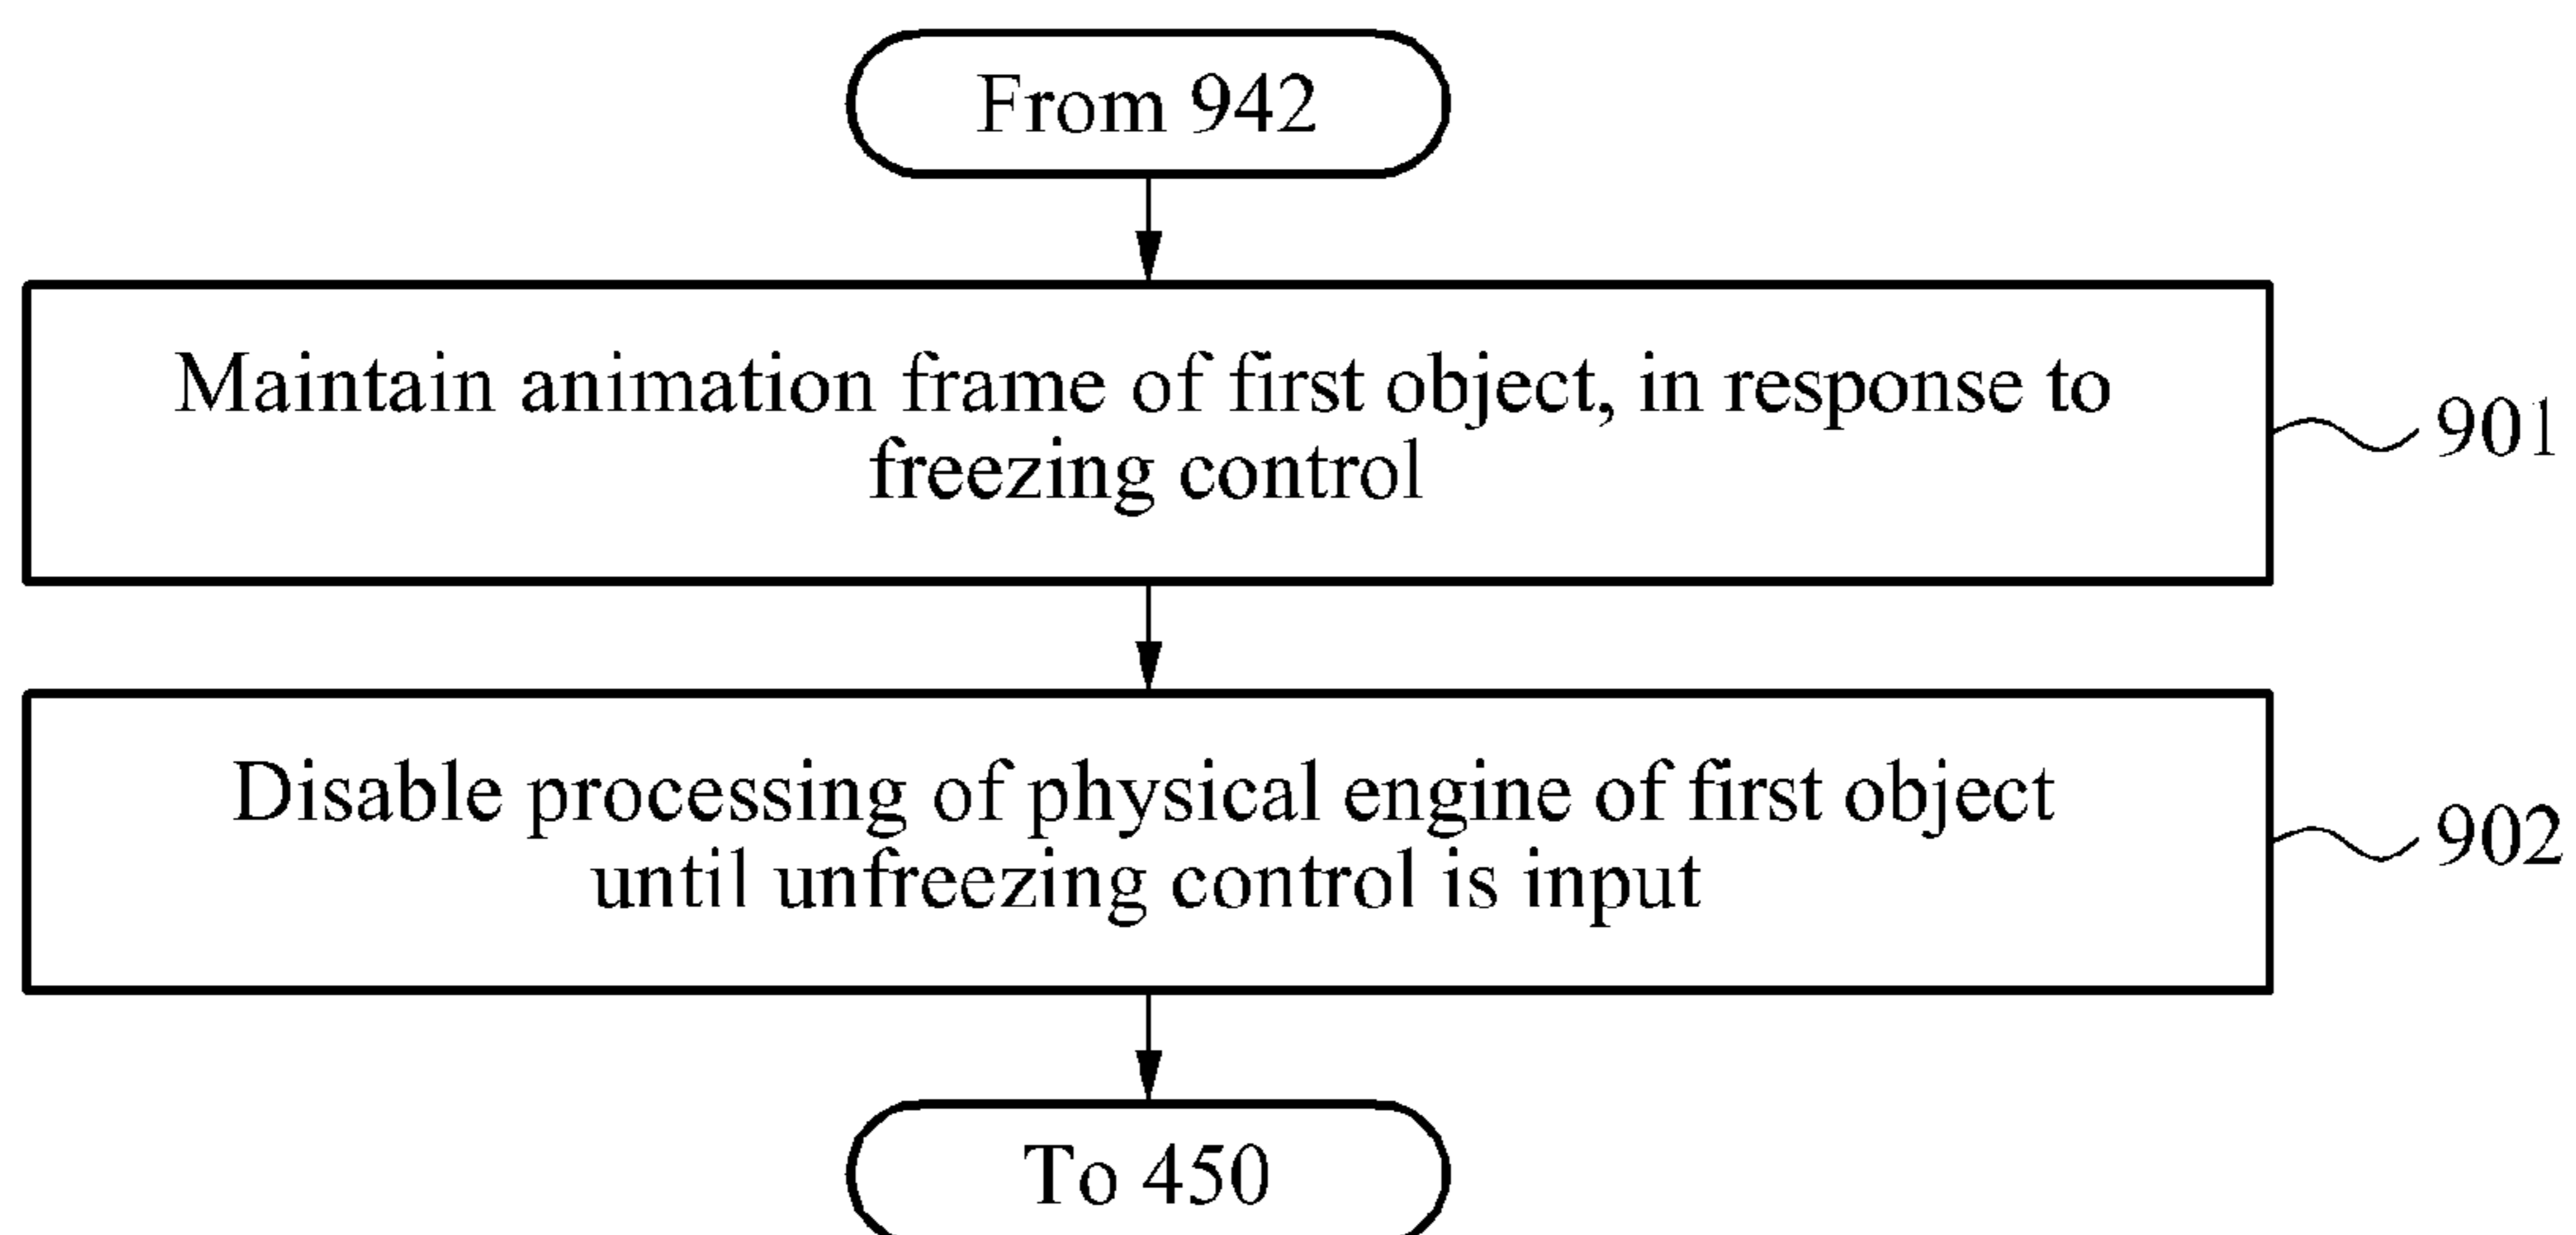 From 942
Maintain animation frame of first object, in response to
freezing control
901
Disable processing of physical engine of first object
until unfreezing control is input
902
To 450